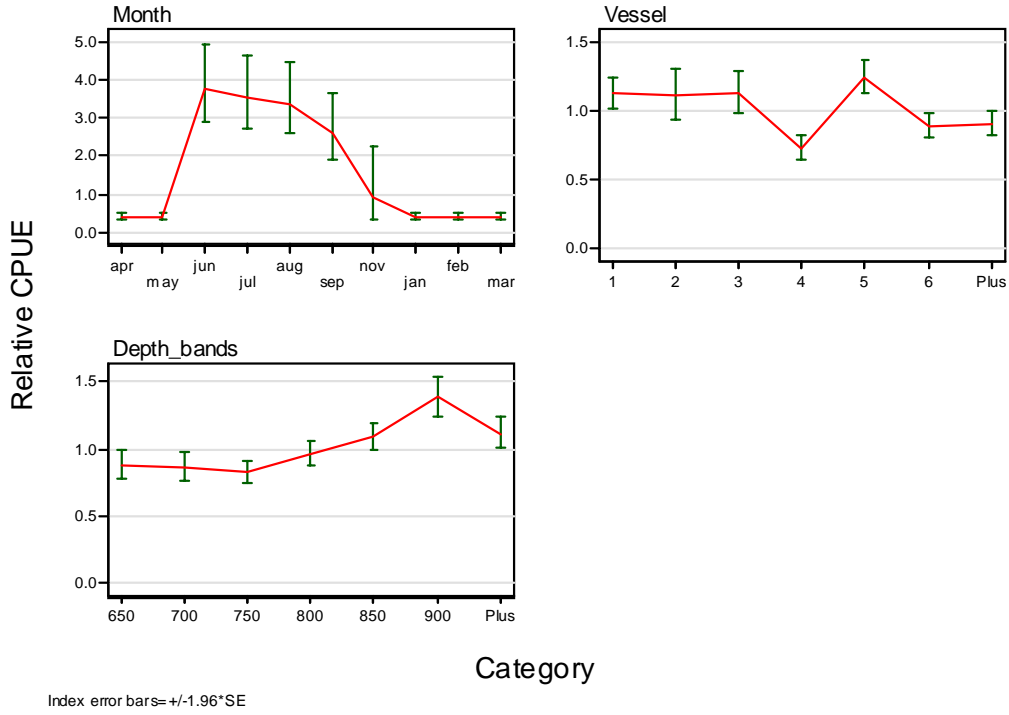 Month
5.0
4.0
3.0
2.0
1.0
0.0
apr may jun jul aug sep nov jan feb mar
Vessel
1.5
1.0
0.5
0.0
1 2 3 4 5 6 Plus
Relative CPUE
Depth_bands
1.5
1.0
0.5
0.0
650 700 750 800 850 900 Plus
Category
Index error bars=+/-1.96*SE